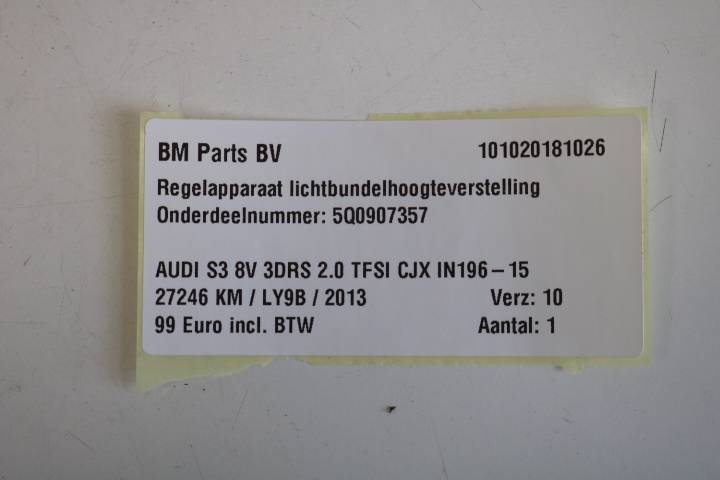 BM Parts BV 101020181026
Regelapparaat lichtbundelhoogteverstelling
Onderdeelnummer: 5Q0907357
AUDI S3 8V 3DRS 2.0 TFSI CJX IN196-15
27246 KM / LY9B / 2013 Verz: 10
99 Euro incl. BTW Aantal: 1